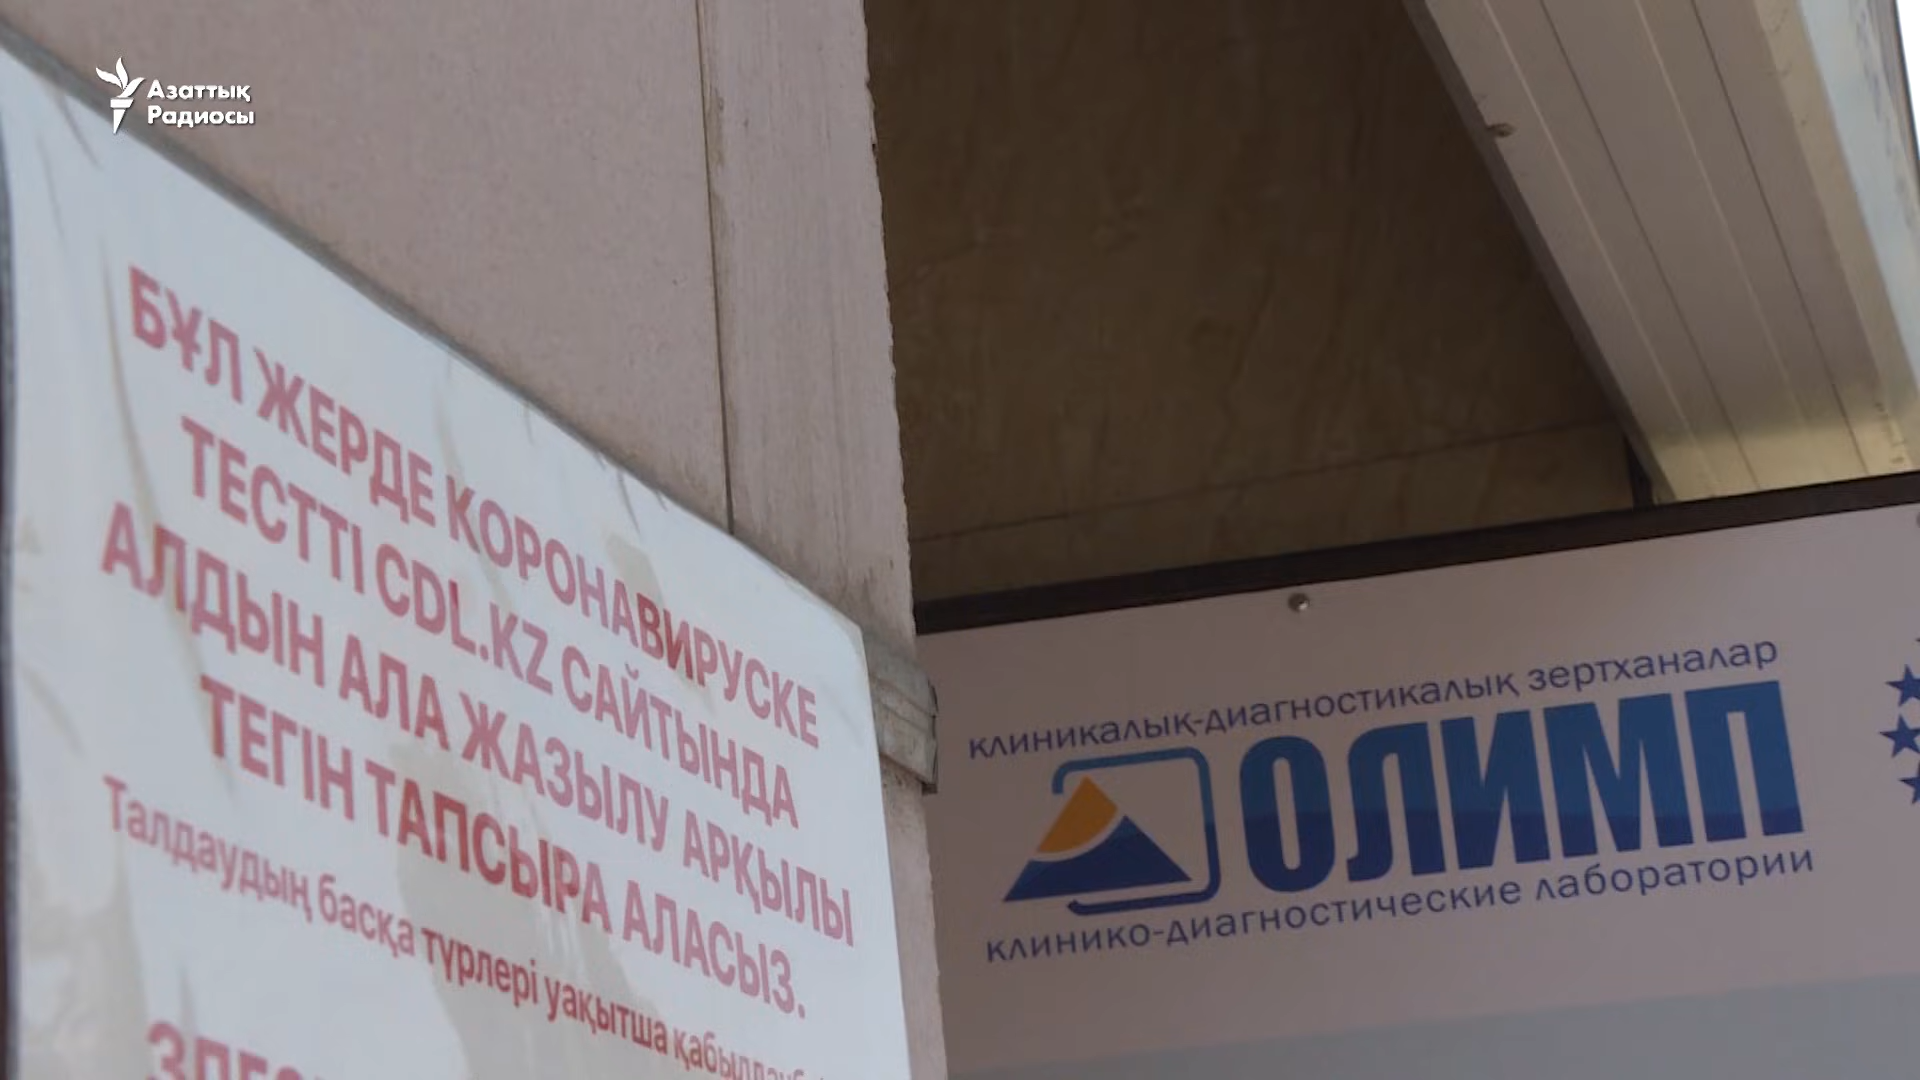 Азаттық
Радиосы
БҰЛ ЖЕРДЕ КОРОНАВИРУСКЕ
ТЕСТТІ CDL.KZ САЙТЫНДА
АЛДЫН АЛА ЖАЗЫЛУ АРҚЫЛЫ
ТЕГІН ТАПСЫРА АЛАСЫЗ.
Талдаудың басқа түрлері уақытша
клиникалық-диагностикалық зертханалар
ОЛИМП
клинико-диагностические лаборатории